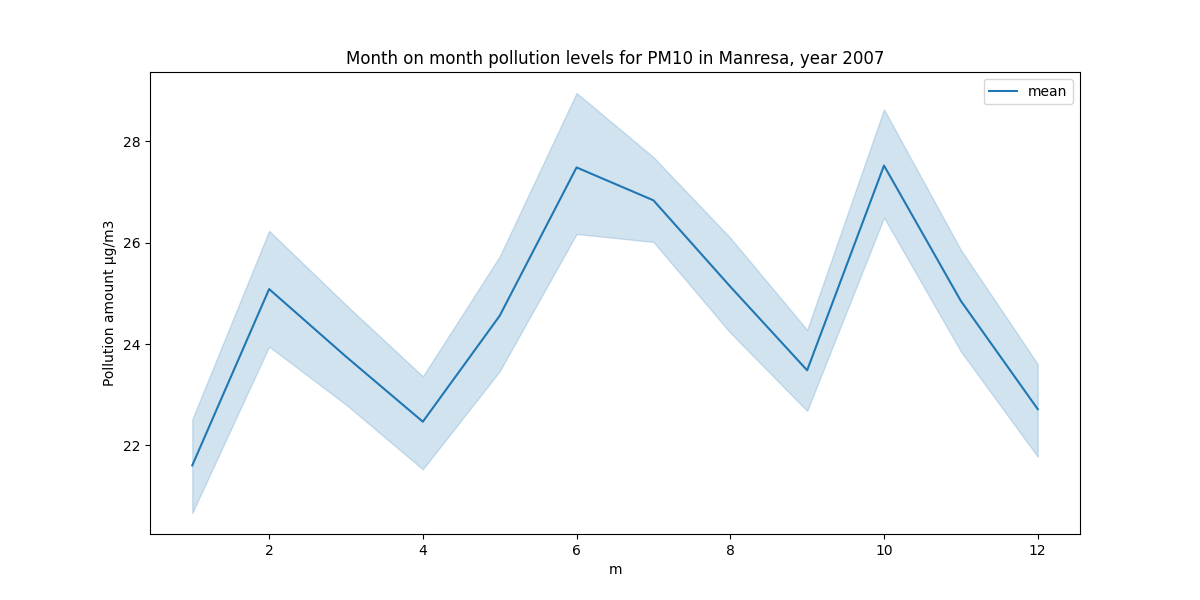 Month on month pollution levels for PM10 in Manresa, year 2007
mean
Pollution amount µg/m3
28
26
24
22
2 4 6 8 10 12
m